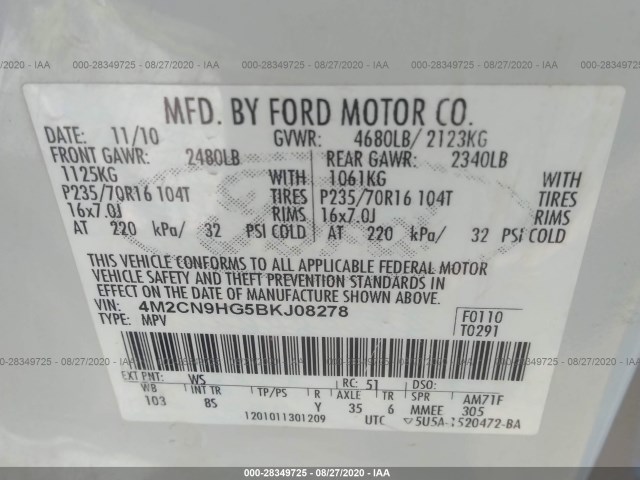 000-28349725 - 08/27/2020 - IAA
MFD. BY FORD MOTOR CO.
DATE: 11/10 GVWR: 4680LB/ 2123KG
FRONT GAWR: 2480LB REAR GAWR: 2340LB
1125KG WITH 1061KG WITH
P235/70R16 104T TIRES P235/70R16 104T TIRES
16x7.0J RIMS 16x7.0J RIMS
AT 220 kPa/ 32 PSI COLD AT 220 kPa/ 32 PSI COLD
THIS VEHICLE CONFORMS TO ALL APPLICABLE FEDERAL MOTOR
VEHICLE SAFETY AND THEFT PREVENTION STANDARDS IN
EFFECT ON THE DATE OF MANUFACTURE SHOWN ABOVE.
VIN: 4M2CN9HG5BKJ08278 F0110
TYPE: MPV T0291
EXT PNT: WS RC: 51 DSO:
WB INT TR TP/PS R AXLE TR SPR AM71F
103 BS Y 35 6 MMEE 305
1201011301209 UTC 5U5A-1520472-BA